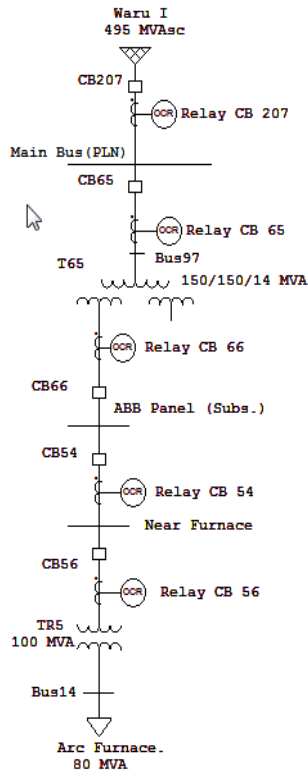 Waru I
495 MVAsc
CB207
OCR Relay CB 207
Main Bus(PLN)
CB65
OCR Relay CB 65
Bus97
T65
150/150/14 MVA
OCR Relay CB 66
CB66
ABB Panel (Subs.)
CB54
OCR Relay CB 54
Near Furnace
CB56
OCR Relay CB 56
TR5
100 MVA
Bus14
Arc Furnace.
80 MVA